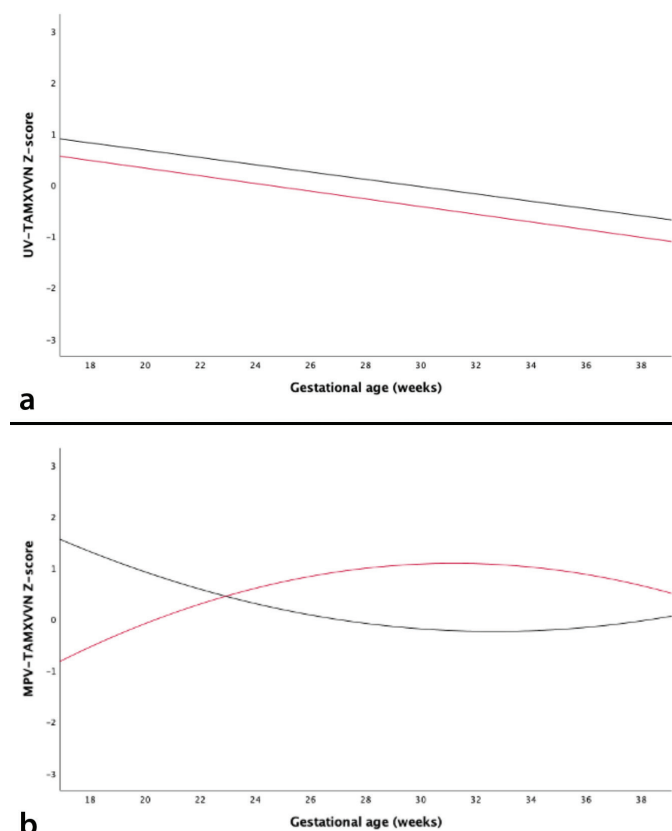 3
2
1
0
-1
-2
-3
UV-TAMXVVN Z-score
18 20 22 24 26 28 30 32 34 36 38
Gestational age (weeks)
a
3
2
1
0
-1
-2
-3
MPV-TAMXVVN Z-score
18 20 22 24 26 28 30 32 34 36 38
Gestational age (weeks)
b